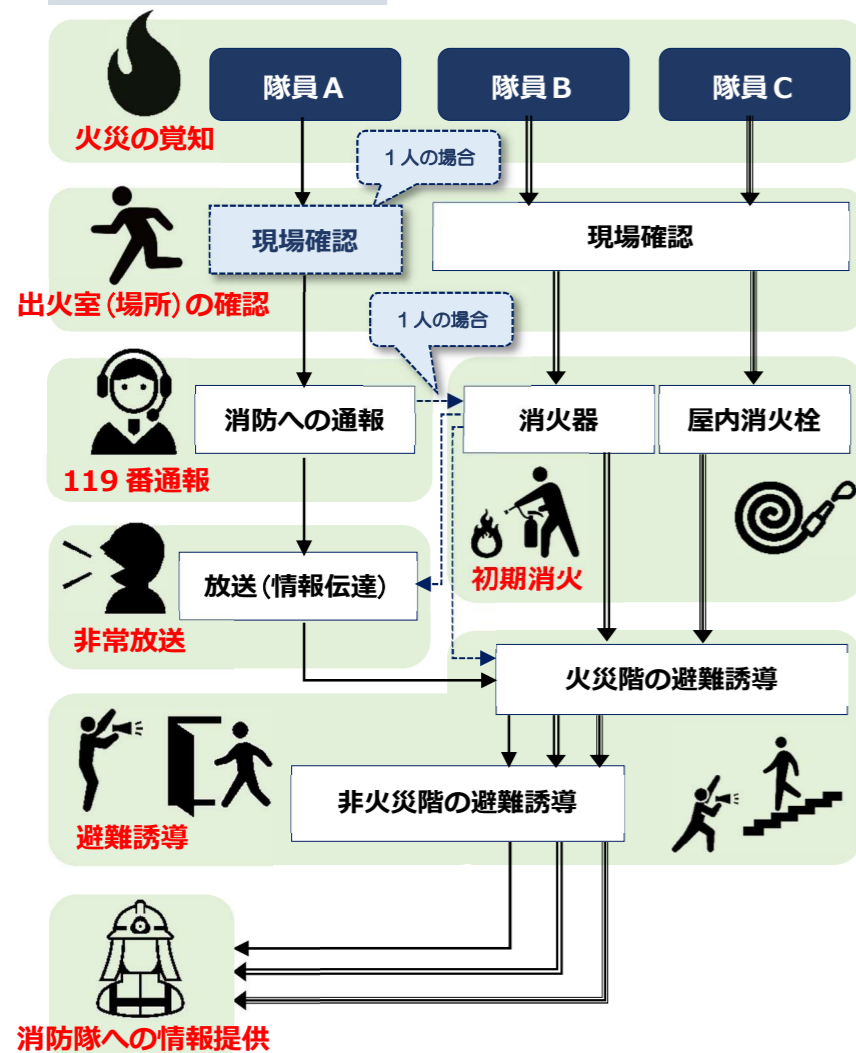 隊員A
隊員B
隊員C
火災の覚知
1人の場合
現場確認
現場確認
出火室(場所)の確認
1人の場合
消防への通報
消火器
屋内消火栓
119番通報
初期消火
放送(情報伝達)
非常放送
火災階の避難誘導
非火災階の避難誘導
避難誘導
消防隊への情報提供